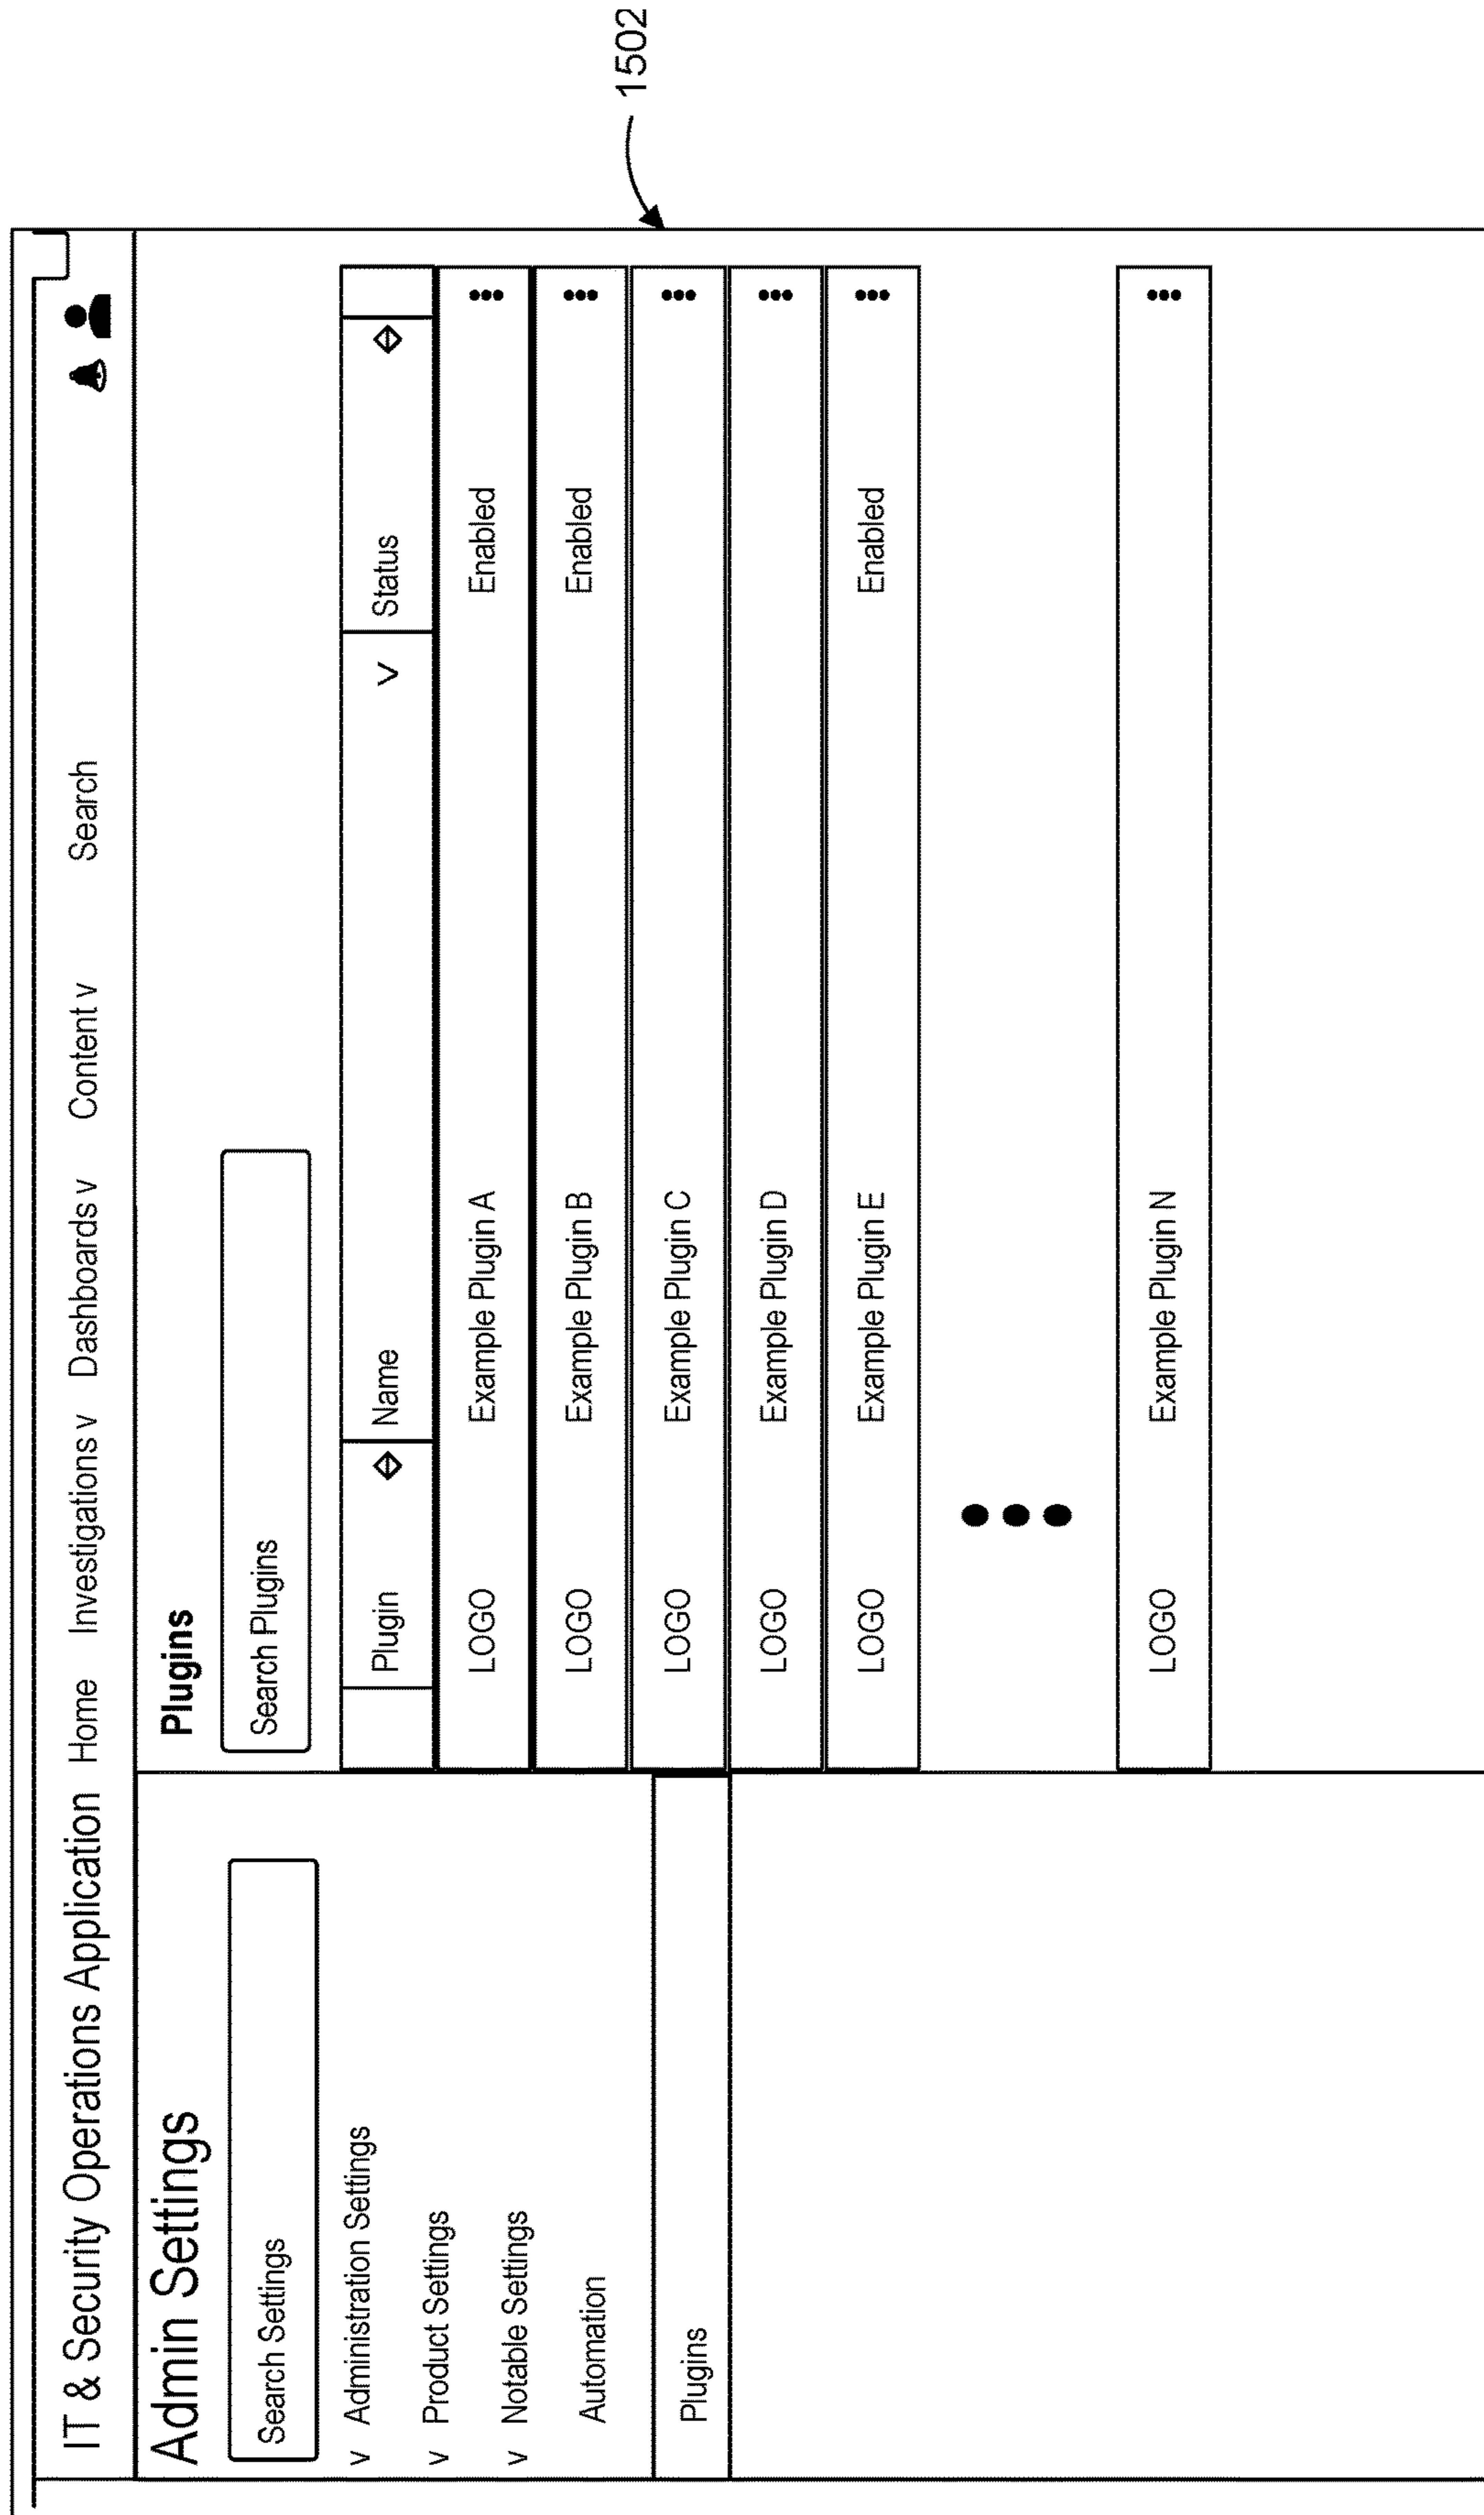 IT & Security Operations Application Home Investigations v Dashboards v Content v Search
Admin Settings
Search Settings
v Administration Settings
v Product Settings
v Notable Settings
Automation
Plugins
Plugins
Search Plugins
Plugin Name v Status
LOGO Example Plugin A Enabled
LOGO Example Plugin B Enabled
LOGO Example Plugin C
LOGO Example Plugin D
LOGO Example Plugin E Enabled
LOGO Example Plugin N
1502